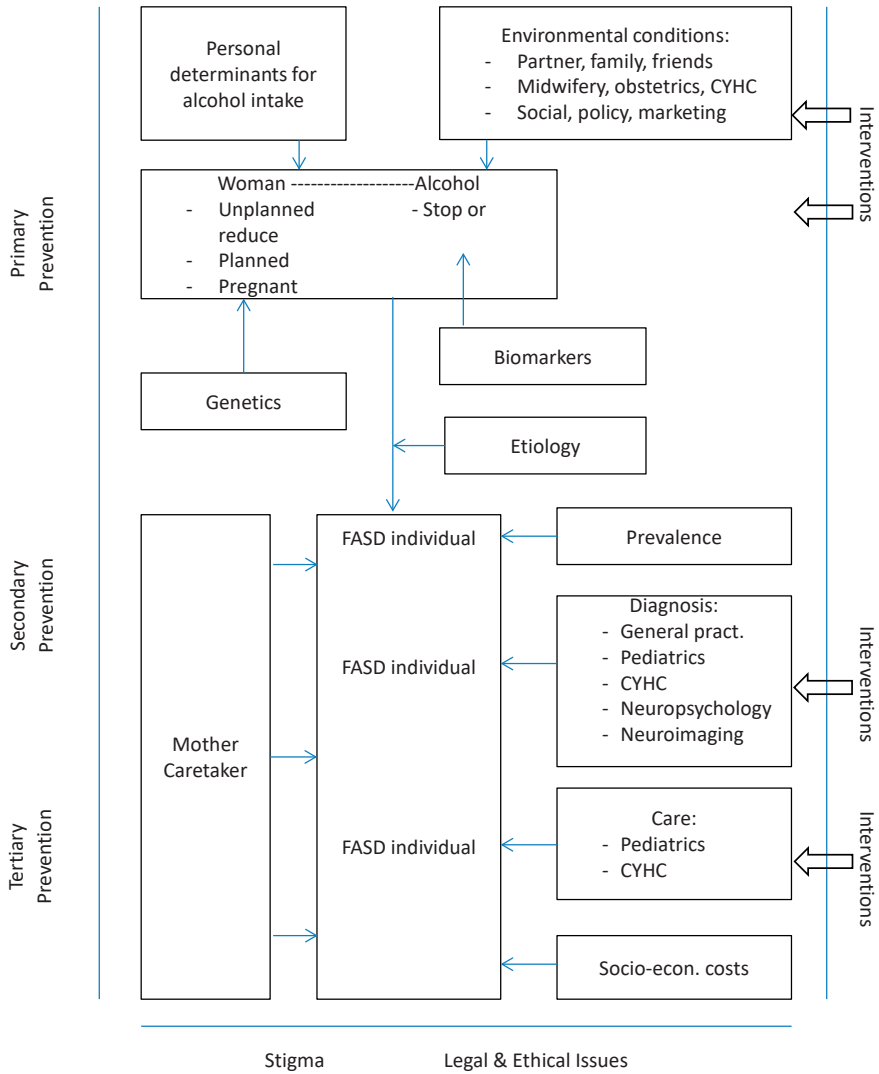 Personal
determinants for
alcohol intake
Environmental conditions:
- Partner, family, friends
- Midwifery, obstetrics, CYHC
- Social, policy, marketing
Interventions
Primary
Prevention
Woman --------------------Alcohol
- Unplanned - Stop or
reduce
- Planned
- Pregnant
Biomarkers
Genetics
Etiology
Secondary
Prevention
Mother
Caretaker
FASD individual
Prevalence
FASD individual
Diagnosis:
- General pract.
- Pediatrics
- CYHC
- Neuropsychology
- Neuroimaging
Interventions
Tertiary
Prevention
FASD individual
Care:
- Pediatrics
- CYHC
Interventions
Socio-econ. costs
Stigma Legal & Ethical Issues